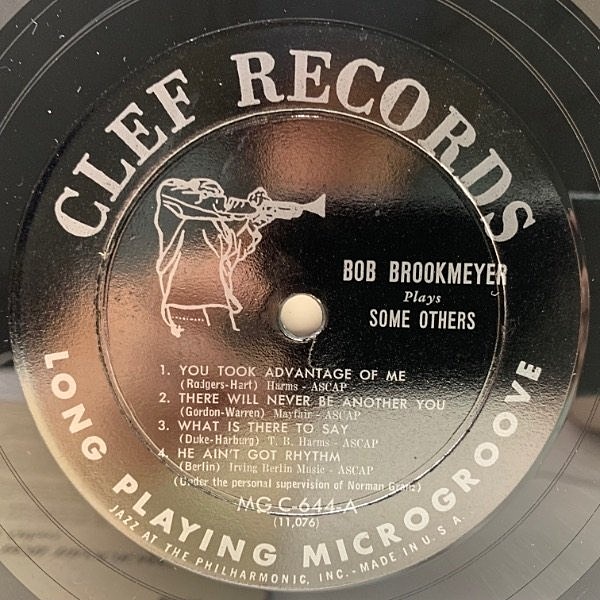 CLEF RECORDS
BOB BROOKMEYER
Plays
SOME OTHERS
1. YOU TOOK ADVANTAGE OF ME
(Rodgers-Hart) Harms - ASCAP
2. THERE WILL NEVER BE ANOTHER YOU
(Gordon-Warren) Mayfair - ASCAP
3. WHAT IS THERE TO SAY
(Duke-Harburg) T. B. Harms - ASCAP
4. HE AIN'T GOT RHYTHM
(Berlin) Irving Berlin Music - ASCAP
(Under the personal supervision of Norman Granz)
MG C-644-A
(11,076)
LONG PLAYING MICROGROOVE
JAZZ AT THE PHILHARMONIC, INC. - MADE IN U.S.A.